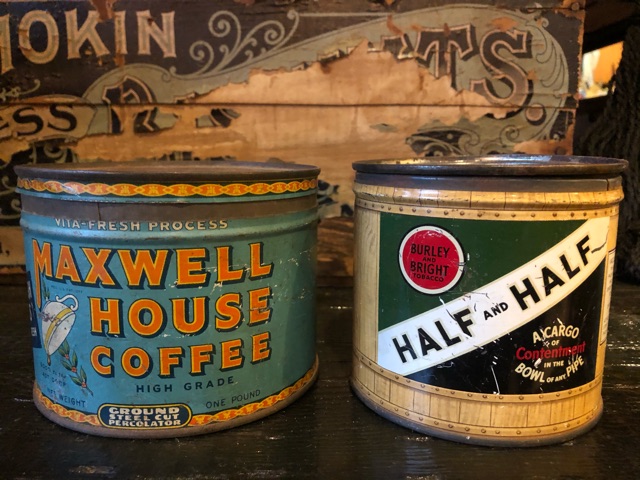 MOKIN
TS.
ESS
VITA-FRESH PROCESS
MAXWELL
HOUSE
COFFEE
HIGH GRADE
WEIGHT
ONE POUND
GROUND
STEEL CUT
PERCOLATOR
BURLEY
AND
BRIGHT
TOBACCO
HALF AND HALF
A CARGO
OF
Contentment
IN THE
BOWL OF ANY PIPE